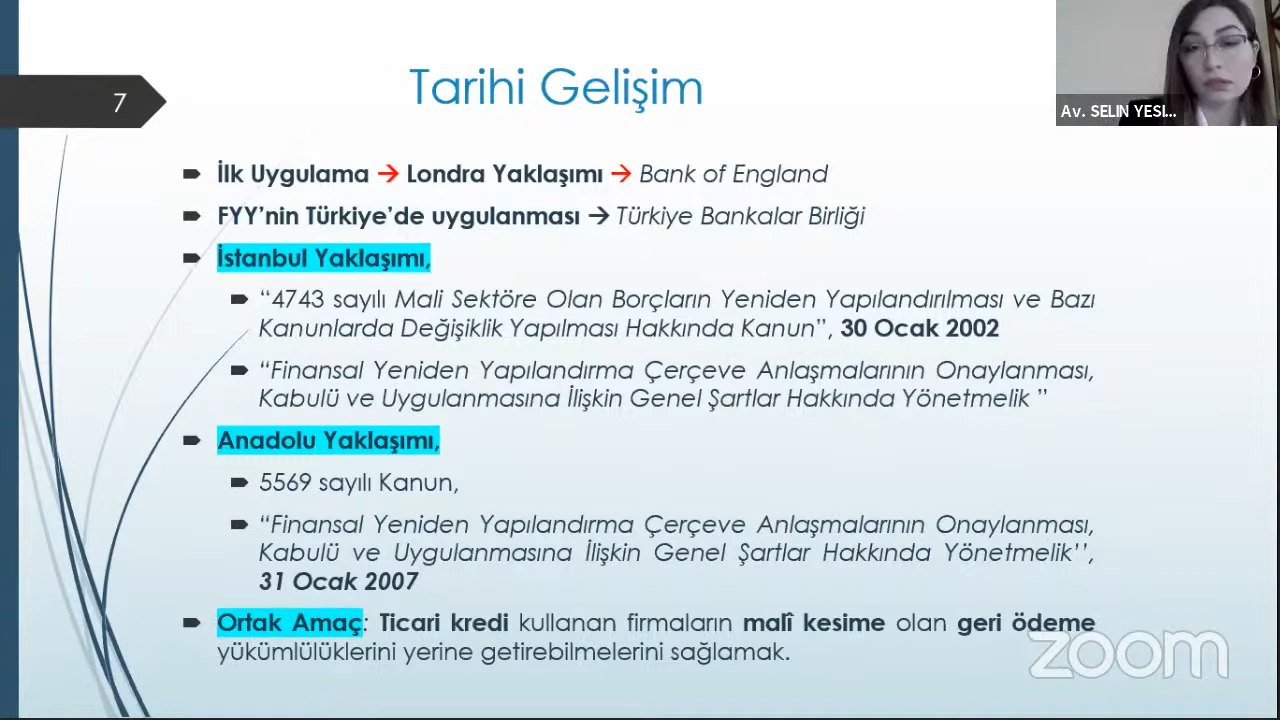 Av. SELIN YESI...
7
Tarihi Gelişim
İlk Uygulama → Londra Yaklaşımı → Bank of England
FYY’nin Türkiye’de uygulanması → Türkiye Bankalar Birliği
İstanbul Yaklaşımı,
“4743 sayılı Mali Sektöre Olan Borçların Yeniden Yapılandırılması ve Bazı
Kanunlarda Değişiklik Yapılması Hakkında Kanun”, 30 Ocak 2002
“Finansal Yeniden Yapılandırma Çerçeve Anlaşmalarının Onaylanması,
Kabulü ve Uygulanmasına İlişkin Genel Şartlar Hakkında Yönetmelik ”
Anadolu Yaklaşımı,
5569 sayılı Kanun,
“Finansal Yeniden Yapılandırma Çerçeve Anlaşmalarının Onaylanması,
Kabulü ve Uygulanmasına İlişkin Genel Şartlar Hakkında Yönetmelik’’,
31 Ocak 2007
Ortak Amaç: Ticari kredi kullanan firmaların malî kesime olan geri ödeme
yükümlülüklerini yerine getirebilmelerini sağlamak.
zoom